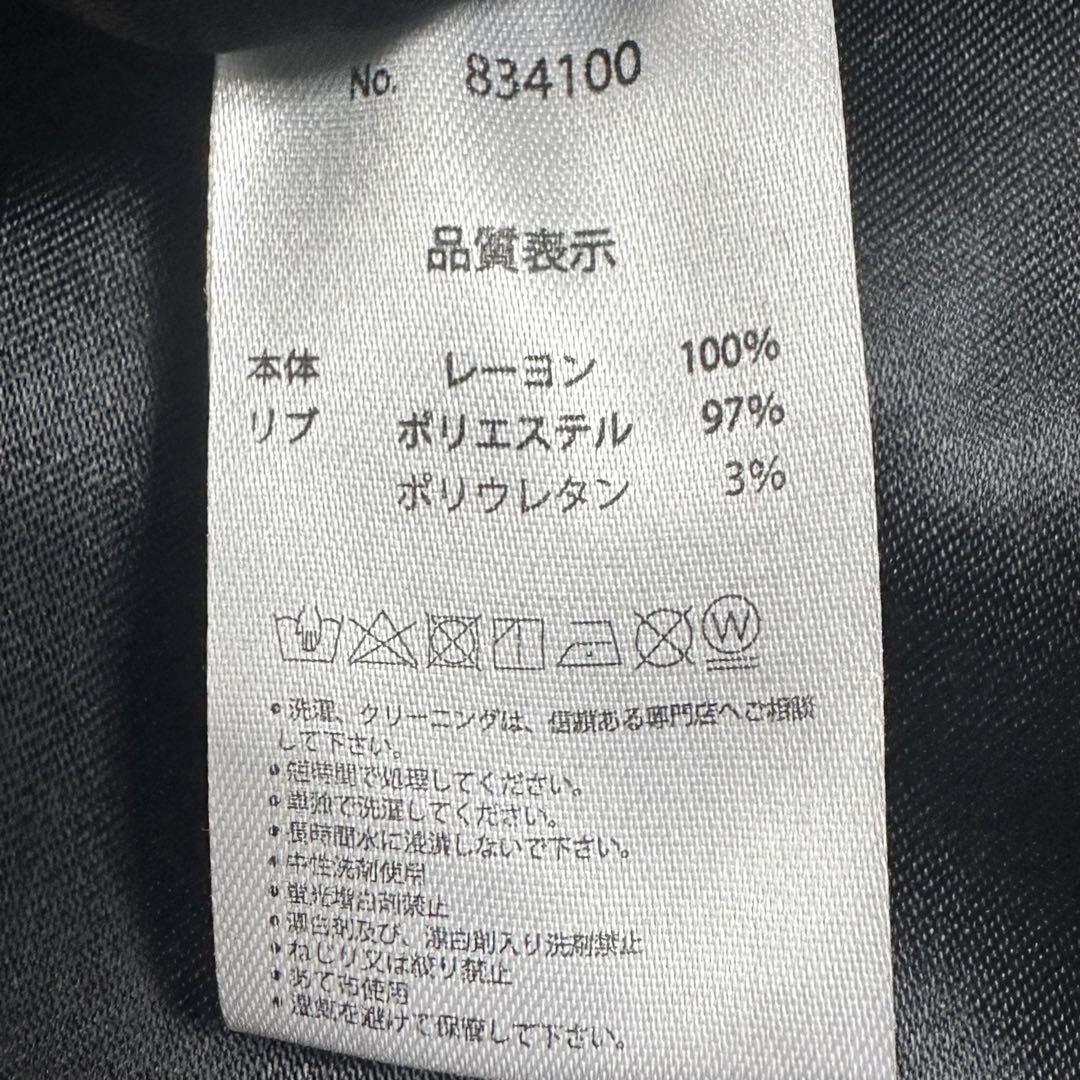 No. 834100
品質表示
本体 レーヨン 100%
リブ ポリエステル 97%
ポリウレタン 3%
W
•洗濯、クリーニングは、信頼ある専門店へご相談
して下さい。
•短時間で処理してください。
•単独で洗濯してください。
•長時間水に浸漬しないで下さい。
•中性洗剤使用
•蛍光増白剤禁止
•漂白剤及び、漂白剤入り洗剤禁止
•ねじり又は絞り禁止
•あて布使用
•湿気を避けて保管して下さい。